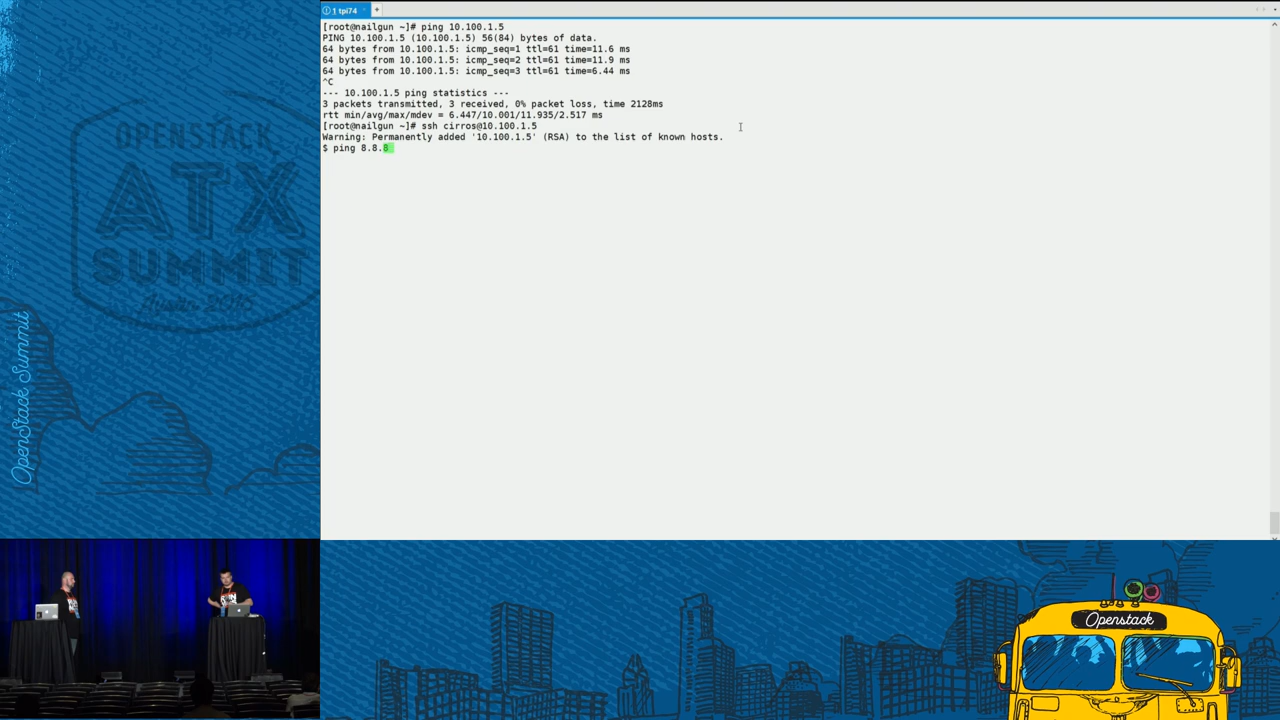 1 tpi74
[root@nailgun ~]# ping 10.100.1.5
PING 10.100.1.5 (10.100.1.5) 56(84) bytes of data.
64 bytes from 10.100.1.5: icmp_seq=1 ttl=61 time=11.6 ms
64 bytes from 10.100.1.5: icmp_seq=2 ttl=61 time=11.9 ms
64 bytes from 10.100.1.5: icmp_seq=3 ttl=61 time=6.44 ms
^C
--- 10.100.1.5 ping statistics ---
3 packets transmitted, 3 received, 0% packet loss, time 2128ms
rtt min/avg/max/mdev = 6.447/10.001/11.935/2.517 ms
[root@nailgun ~]# ssh cirros@10.100.1.5
Warning: Permanently added '10.100.1.5' (RSA) to the list of known hosts.
$ ping 8.8.8
OPENSTACK
ATX
SUMMIT
Austin 2016
OpenStack Summit
Openstack